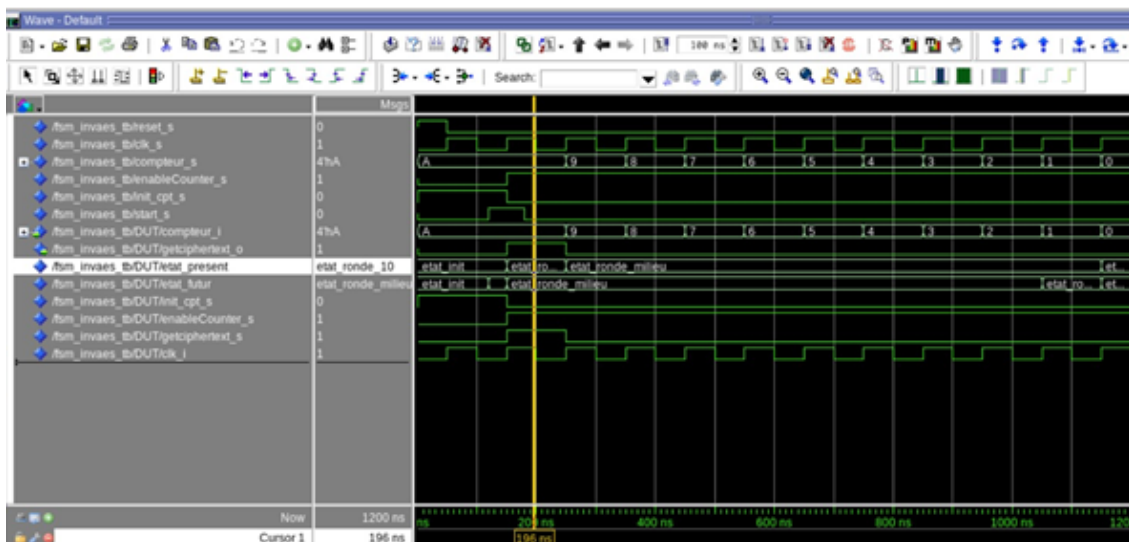 Wave - Default
100 ns
Search:
Msgs
/fsm_invaes_tb/reset_s 0
/fsm_invaes_tb/clk_s 1
/fsm_invaes_tb/compteur_s 4'hA (A 9 8 7 6 5 4 3 2 1 0
/fsm_invaes_tb/enableCounter_s 1
/fsm_invaes_tb/init_cpt_s 0
/fsm_invaes_tb/start_s 0
/fsm_invaes_tb/DUT/compteur_i 4'hA (A 9 8 7 6 5 4 3 2 1 0
/fsm_invaes_tb/DUT/getciphertext_o 1
/fsm_invaes_tb/DUT/etat_present etat_ronde_10 etat_init etat_ro... etat_ronde_milieu et...
/fsm_invaes_tb/DUT/etat_futur etat_ronde_milieu etat_init etat_ronde_milieu etat_ro... et...
/fsm_invaes_tb/DUT/init_cpt_s 0
/fsm_invaes_tb/DUT/enableCounter_s 1
/fsm_invaes_tb/DUT/getciphertext_s 1
/fsm_invaes_tb/DUT/clk_i 1
Now 1200 ns ns 200 ns 400 ns 600 ns 800 ns 1000 ns 120
Cursor 1 196 ns 196 ns